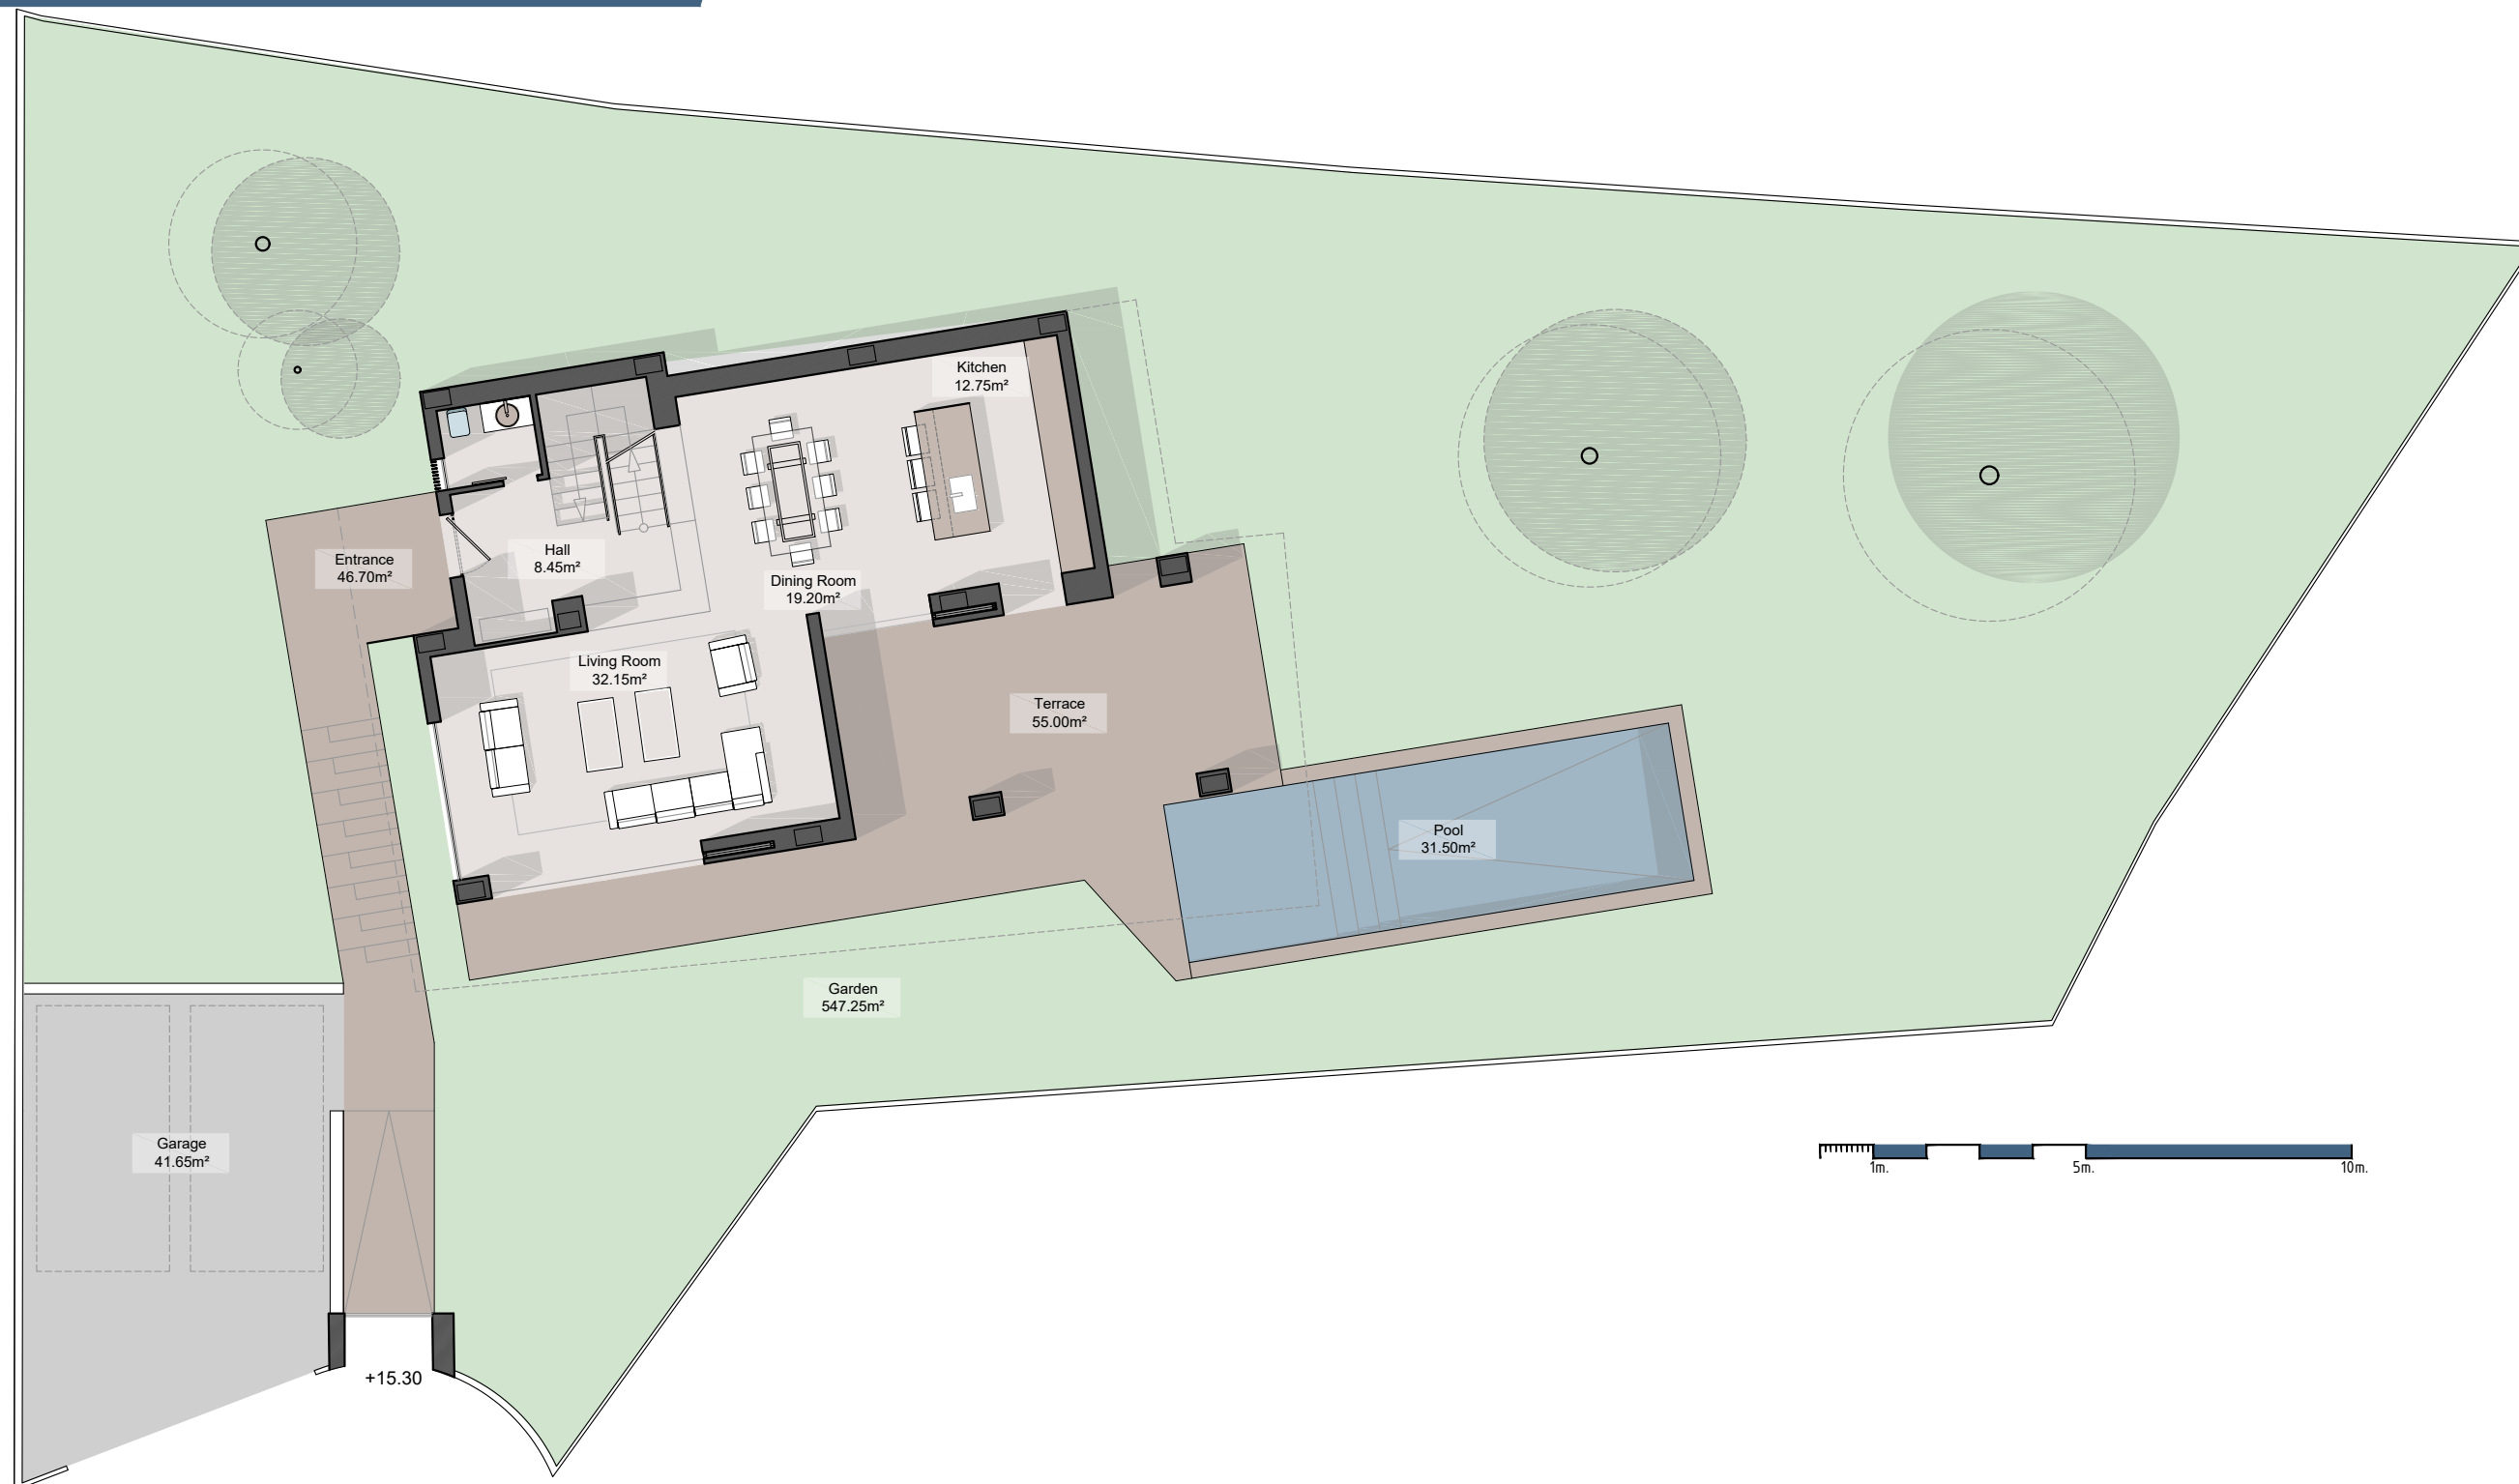 Kitchen
12.75m²
Entrance
46.70m²
Hall
8.45m²
Dining Room
19.20m²
Living Room
32.15m²
Terrace
55.00m²
Pool
31.50m²
Garden
547.25m²
Garage
41.65m²
1m.
5m.
10m.
+15.30